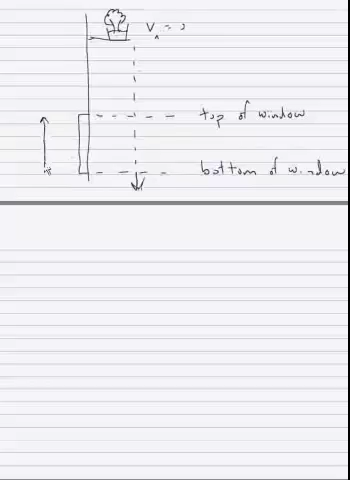 V₀ = 0
top of window
bottom of window